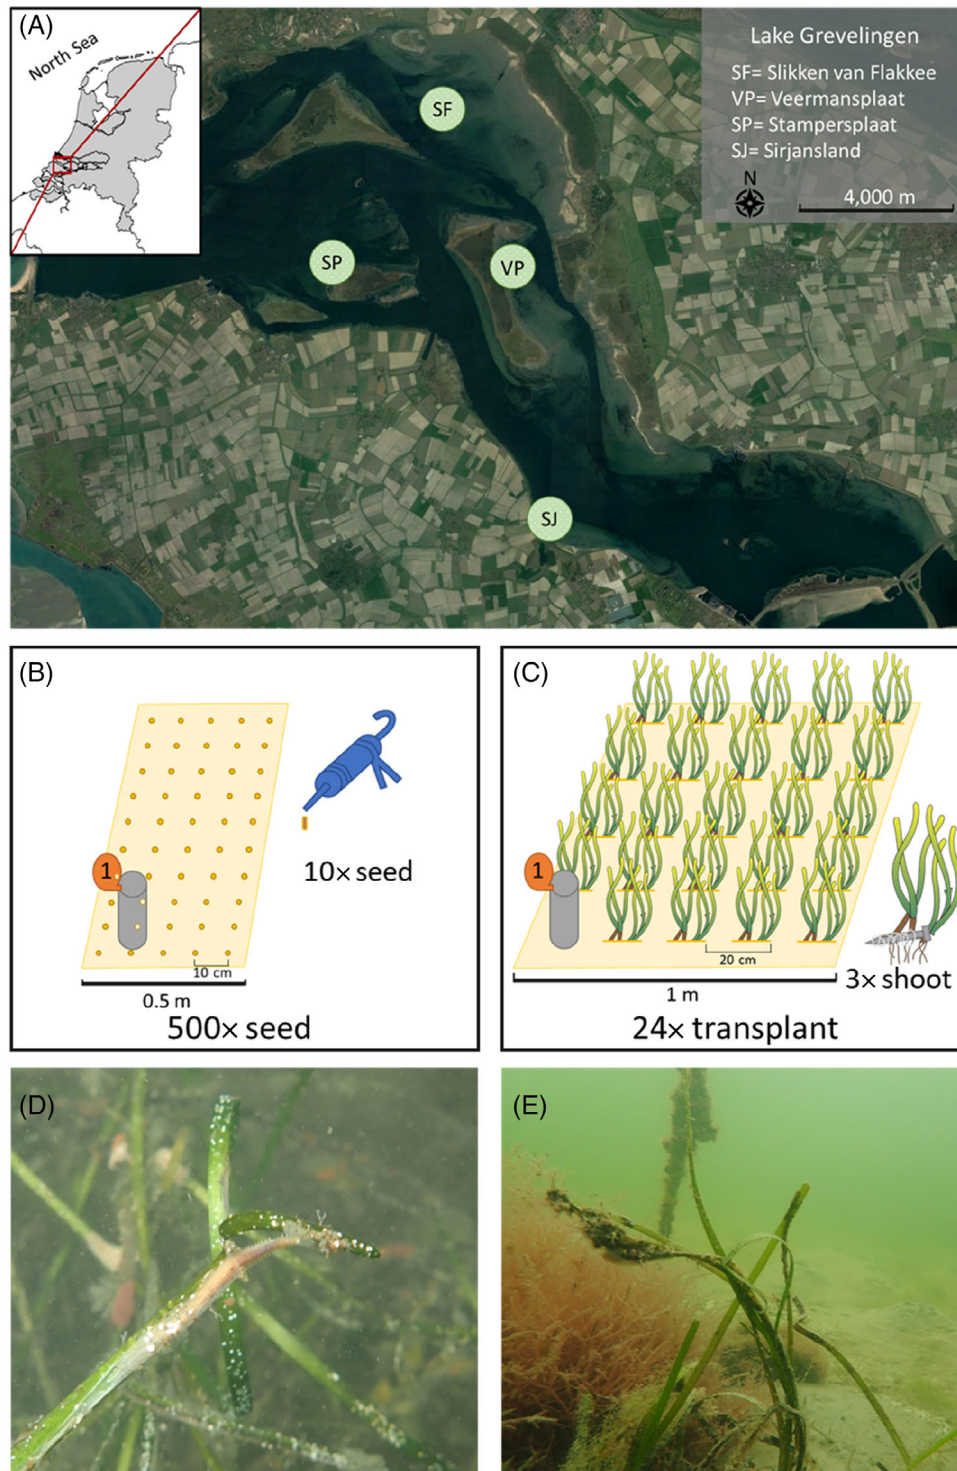 (A)
North Sea
Lake Grevelingen
SF= Slikken van Flakkee
VP= Veermansplaat
SP= Stampersplaat
SJ= Sirjansland
N
4,000 m
SF
SP
VP
SJ
(B)
10× seed
1
10 cm
0.5 m
500× seed
(C)
1
20 cm
3× shoot
1 m
24× transplant
(D)
(E)